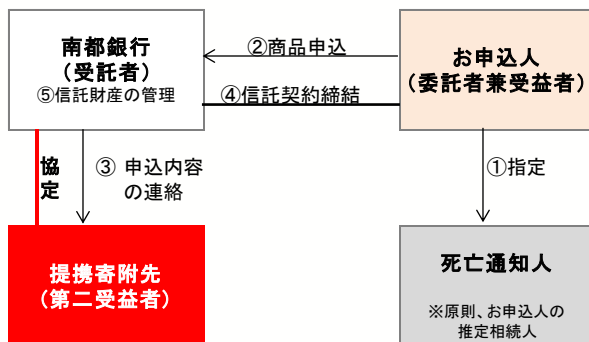 南都銀行
（受託者）
⑤信託財産の管理
②商品申込
④信託契約締結
お申込人
（委託者兼受益者）
協定
③ 申込内容
の連絡
①指定
提携寄附先
（第二受益者）
死亡通知人
※原則、お申込人の
推定相続人